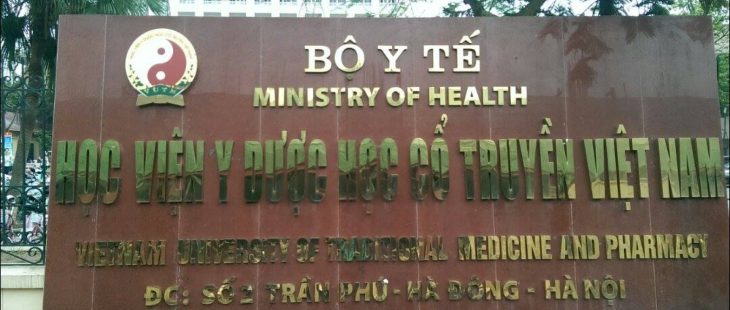 BỘ Y TẾ
MINISTRY OF HEALTH
HỌC VIỆN Y DƯỢC HỌC CỔ TRUYỀN VIỆT NAM
VIETNAM UNIVERSITY OF TRADITIONAL MEDICINE AND PHARMACY
ĐC: SỐ 2 TRẦN PHÚ - HÀ ĐÔNG - HÀ NỘI